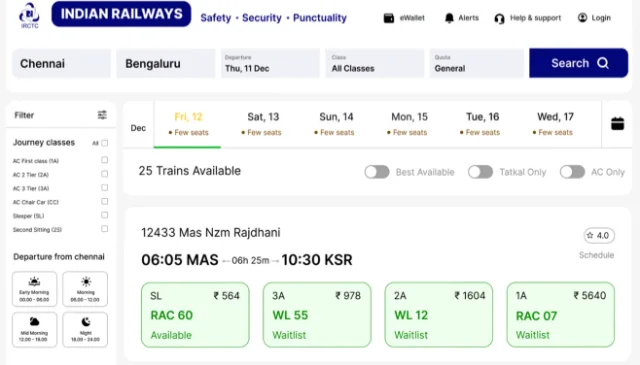 IRCTC
INDIAN RAILWAYS
Safety • Security • Punctuality
eWallet
Alerts
Help & support
Login
Chennai
Bengaluru
Departure
Thu, 11 Dec
Class
All Classes
Quota
General
Search
Filter
Journey classes
All
AC First class (1A)
AC 2 Tier (2A)
AC 3 Tier (3A)
AC Chair Car (CC)
Sleeper (SL)
Second Sitting (2S)
Departure from chennai
Early Morning
00.00 - 06.00
Morning
06.00 - 12.00
Mid Morning
12.00 - 18.00
Night
18.00 - 24.00
Dec
Fri, 12
• Few seats
Sat, 13
• Few seats
Sun, 14
• Few seats
Mon, 15
• Few seats
Tue, 16
• Few seats
Wed, 17
• Few seats
25 Trains Available
Best Available
Tatkal Only
AC Only
12433 Mas Nzm Rajdhani
4.0
06:05 MAS ←06h 25m→ 10:30 KSR
Schedule
SL ₹ 564
RAC 60
Available
3A ₹ 978
WL 55
Waitlist
2A ₹ 1604
WL 12
Waitlist
1A ₹ 5640
RAC 07
Waitlist